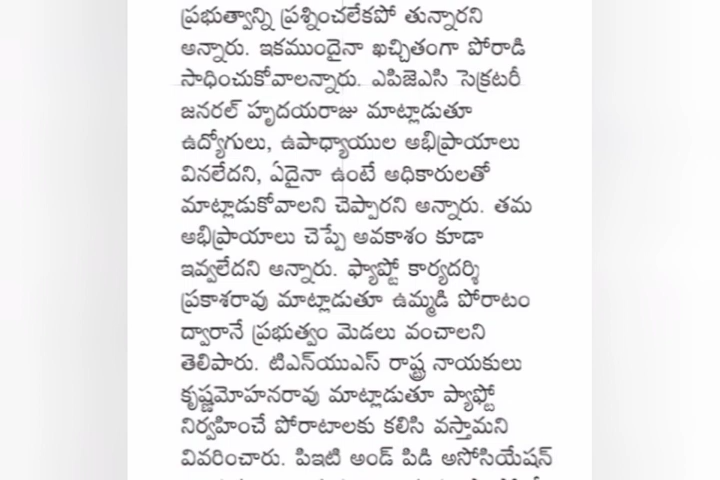 ప్రభుత్వాన్ని ప్రశ్నించలేకపో తున్నారని
అన్నారు. ఇకముందైనా ఖచ్చితంగా పోరాడి
సాధించుకోవాలన్నారు. ఎపిజెఎసి సెక్రటరీ
జనరల్ హృదయరాజు మాట్లాడుతూ
ఉద్యోగులు, ఉపాధ్యాయుల అభిప్రాయాలు
వినలేదని, ఏదైనా ఉంటే అధికారులతో
మాట్లాడుకోవాలని చెప్పారని అన్నారు. తమ
అభిప్రాయాలు చెప్పే అవకాశం కూడా
ఇవ్వలేదని అన్నారు. ఫ్యాప్టో కార్యదర్శి
ప్రకాశరావు మాట్లాడుతూ ఉమ్మడి పోరాటం
ద్వారానే ప్రభుత్వం మెడలు వంచాలని
తెలిపారు. టిఎన్‌యుఎస్ రాష్ట్ర నాయకులు
కృష్ణమోహనరావు మాట్లాడుతూ ప్యాఫ్టో
నిర్వహించే పోరాటాలకు కలిసి వస్తామని
వివరించారు. పిఇటి అండ్ పిడి అసోసియేషన్